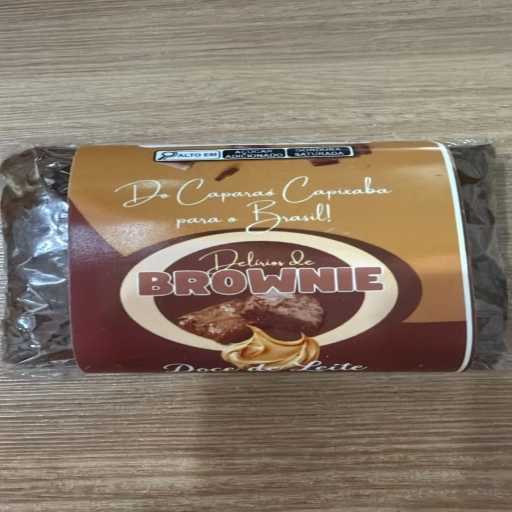 ALTO EM AÇÚCAR ADICIONADO GORDURA SATURADA
Do Caparaó Capixaba
para o Brasil!
Delírios de
BROWNIE
Doce de Leite